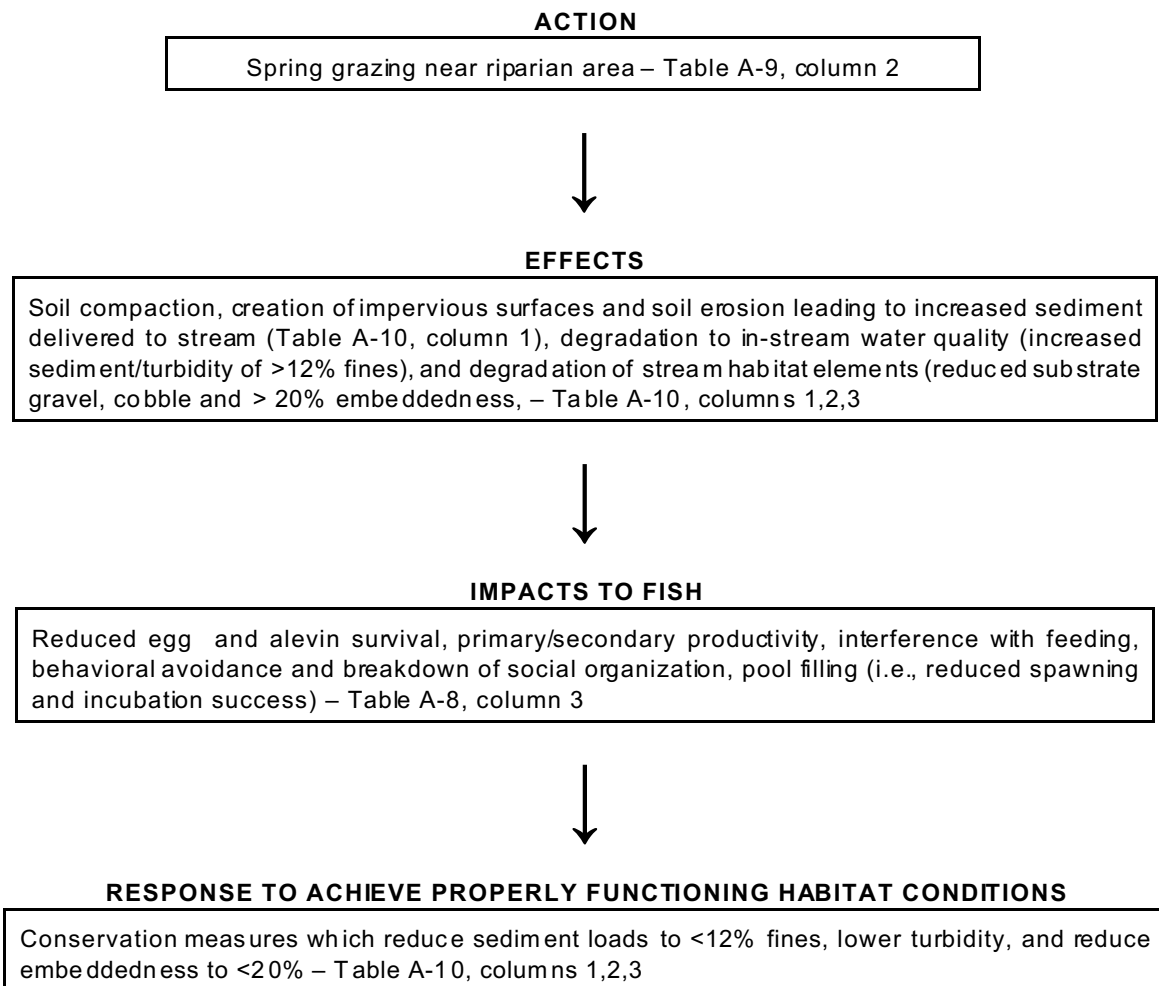 ACTION
Spring grazing near riparian area – Table A-9, column 2
EFFECTS
Soil compaction, creation of impervious surfaces and soil erosion leading to increased sediment
delivered to stream (Table A-10, column 1), degradation to in-stream water quality (increased
sediment/turbidity of >12% fines), and degradation of stream habitat elements (reduced substrate
gravel, cobble and > 20% embeddedness, – Table A-10, columns 1,2,3
IMPACTS TO FISH
Reduced egg and alevin survival, primary/secondary productivity, interference with feeding,
behavioral avoidance and breakdown of social organization, pool filling (i.e., reduced spawning
and incubation success) – Table A-8, column 3
RESPONSE TO ACHIEVE PROPERLY FUNCTIONING HABITAT CONDITIONS
Conservation measures which reduce sediment loads to <12% fines, lower turbidity, and reduce
embeddedness to <20% – Table A-10, columns 1,2,3